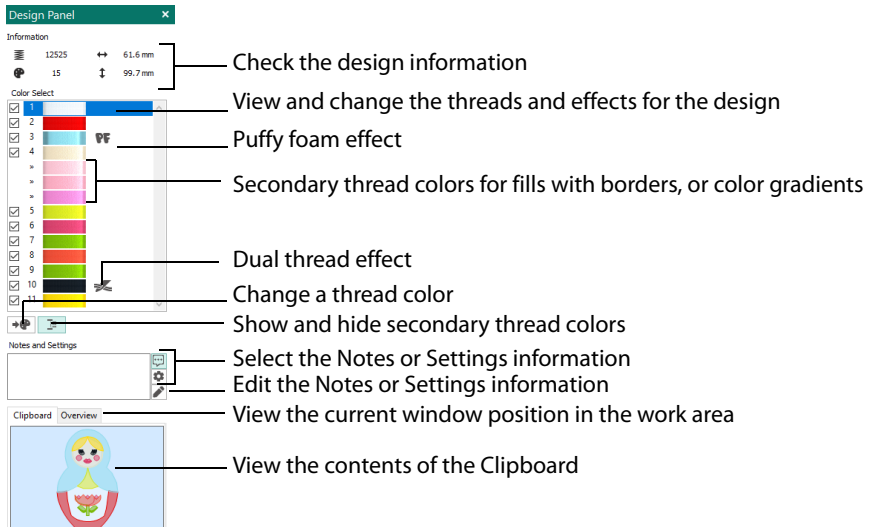 Design Panel ×
Information
12525 ↔ 61.6 mm
15 ↕ 99.7 mm
Check the design information
Color Select
1
View and change the threads and effects for the design
2
3 PF
Puffy foam effect
4
»
»
Secondary thread colors for fills with borders, or color gradients
»
5
6
7
8
Dual thread effect
9
10
Change a thread color
11
Show and hide secondary thread colors
Notes and Settings
Select the Notes or Settings information
Edit the Notes or Settings information
Clipboard Overview
View the current window position in the work area
View the contents of the Clipboard